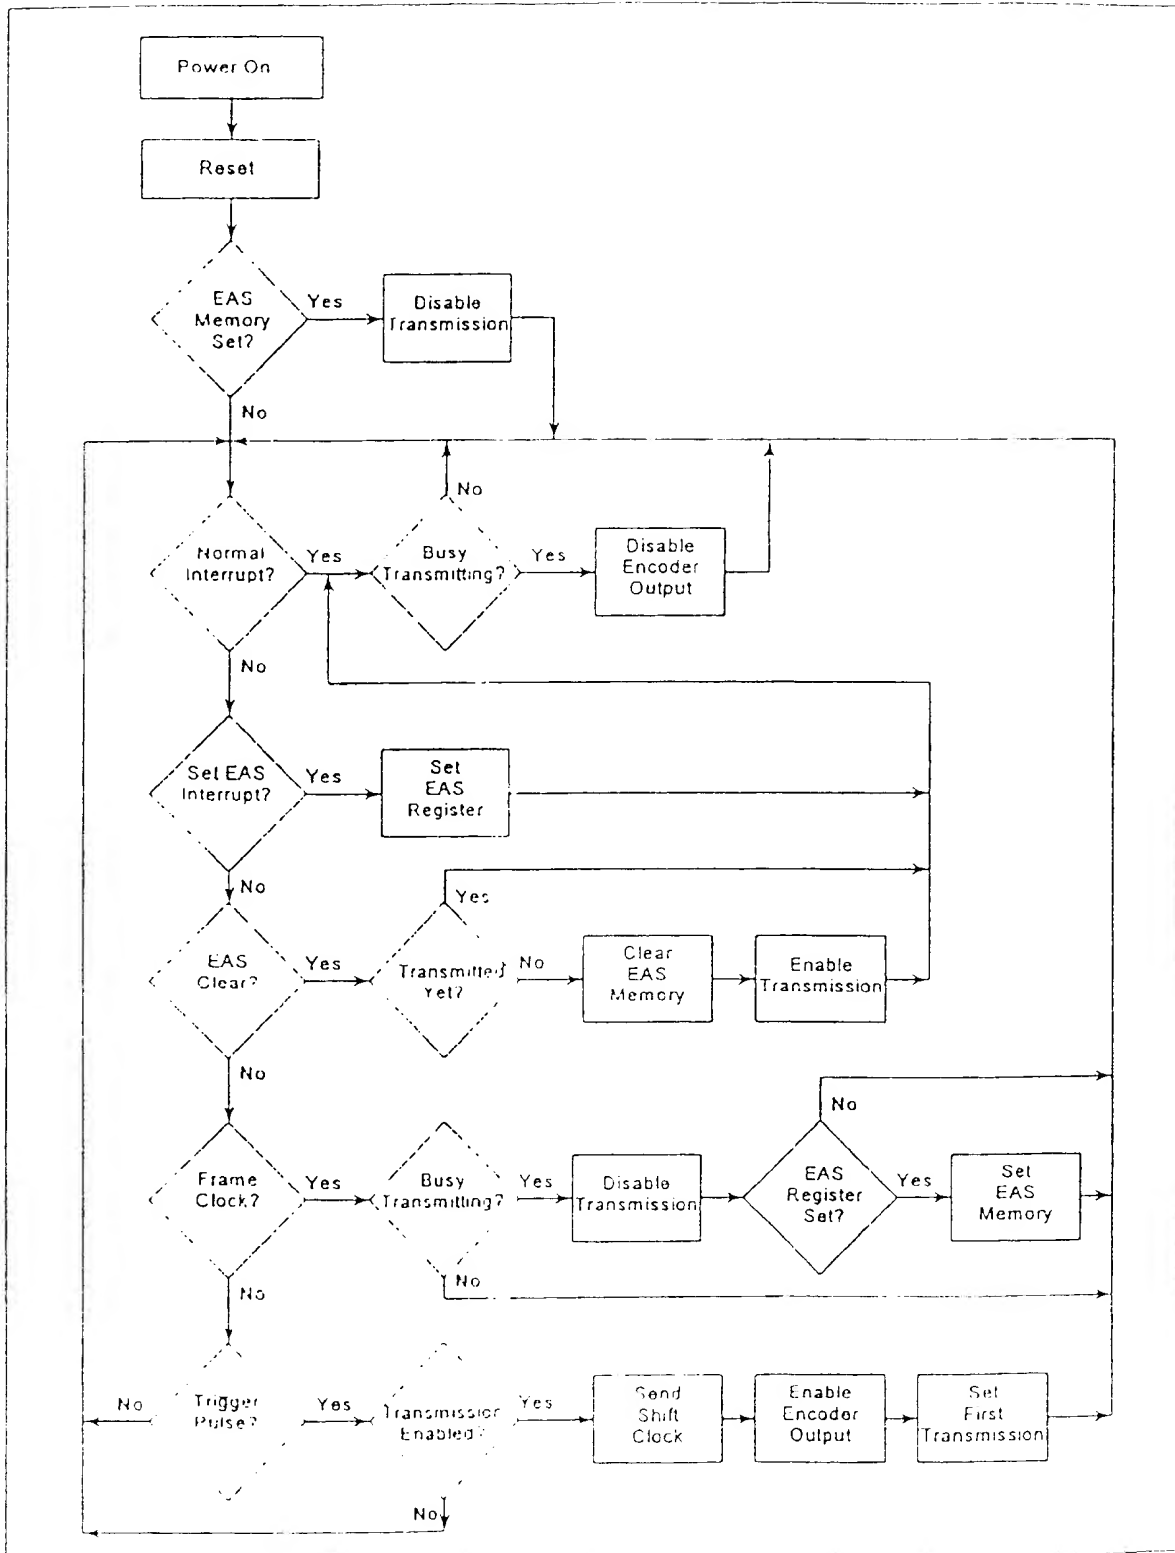 Power On
Reset
EAS
Memory
Set?
Yes
Disable
Transmission
No
No
Normal
Interrupt?
Yes
Busy
Transmitting?
Yes
Disable
Encoder
Output
No
Set EAS
Interrupt?
Yes
Set
EAS
Register
No
Yes
EAS
Clear?
Yes
Transmitted
Yet?
No
Clear
EAS
Memory
Enable
Transmission
No
No
Frame
Clock?
Yes
Busy
Transmitting?
Yes
Disable
Transmission
EAS
Register
Set?
Yes
Set
EAS
Memory
No
No
No
Trigger
Pulse?
Yes
Transmission
Enabled?
Yes
Send
Shift
Clock
Enable
Encoder
Output
Set
First
Transmission
No